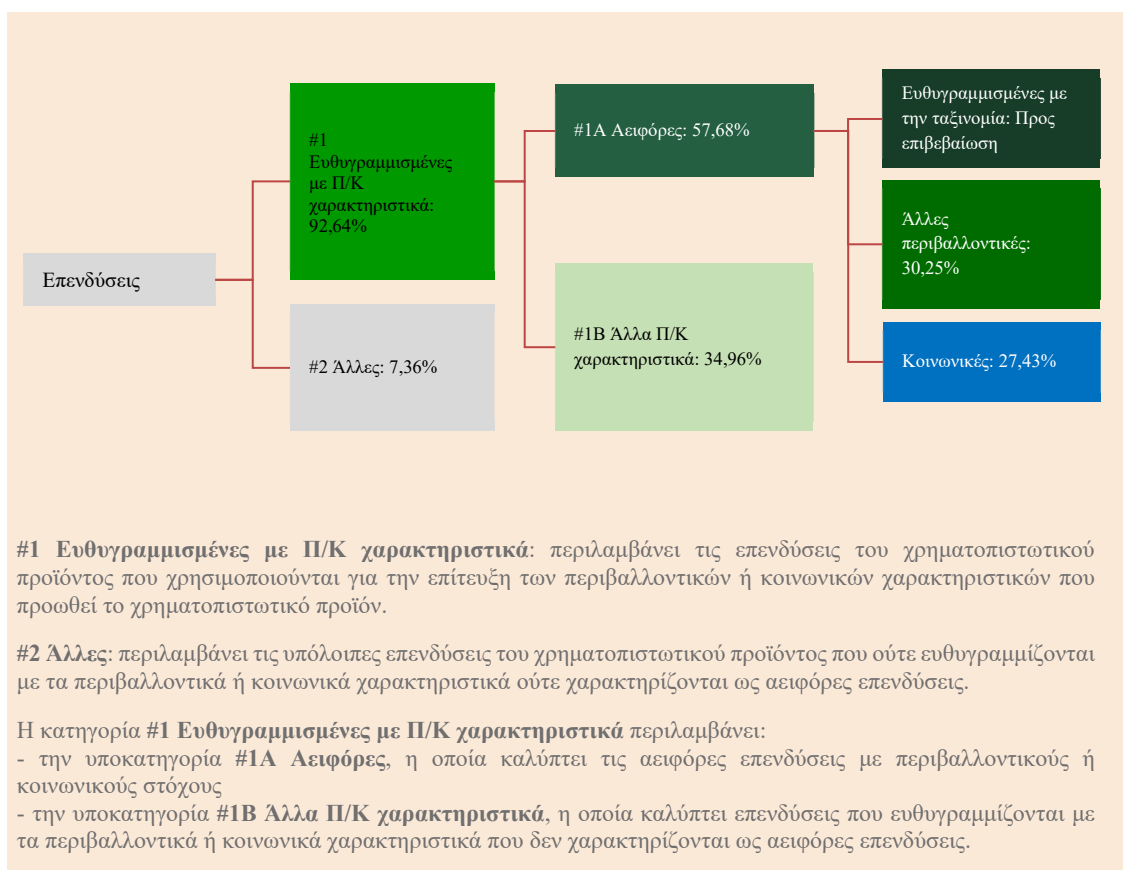 Επενδύσεις
#1
Ευθυγραμμισμένες
με Π/Κ
χαρακτηριστικά:
92,64%
#2 Άλλες: 7,36%
#1Α Αειφόρες: 57,68%
#1Β Άλλα Π/Κ
χαρακτηριστικά: 34,96%
Ευθυγραμμισμένες με
την ταξινομία: Προς
επιβεβαίωση
Άλλες
περιβαλλοντικές:
30,25%
Κοινωνικές: 27,43%
#1 Ευθυγραμμισμένες με Π/Κ χαρακτηριστικά: περιλαμβάνει τις επενδύσεις του χρηματοπιστωτικού
προϊόντος που χρησιμοποιούνται για την επίτευξη των περιβαλλοντικών ή κοινωνικών χαρακτηριστικών που
προωθεί το χρηματοπιστωτικό προϊόν.
#2 Άλλες: περιλαμβάνει τις υπόλοιπες επενδύσεις του χρηματοπιστωτικού προϊόντος που ούτε ευθυγραμμίζονται
με τα περιβαλλοντικά ή κοινωνικά χαρακτηριστικά ούτε χαρακτηρίζονται ως αειφόρες επενδύσεις.
Η κατηγορία #1 Ευθυγραμμισμένες με Π/Κ χαρακτηριστικά περιλαμβάνει:
- την υποκατηγορία #1Α Αειφόρες, η οποία καλύπτει τις αειφόρες επενδύσεις με περιβαλλοντικούς ή
κοινωνικούς στόχους
- την υποκατηγορία #1Β Άλλα Π/Κ χαρακτηριστικά, η οποία καλύπτει επενδύσεις που ευθυγραμμίζονται με
τα περιβαλλοντικά ή κοινωνικά χαρακτηριστικά που δεν χαρακτηρίζονται ως αειφόρες επενδύσεις.